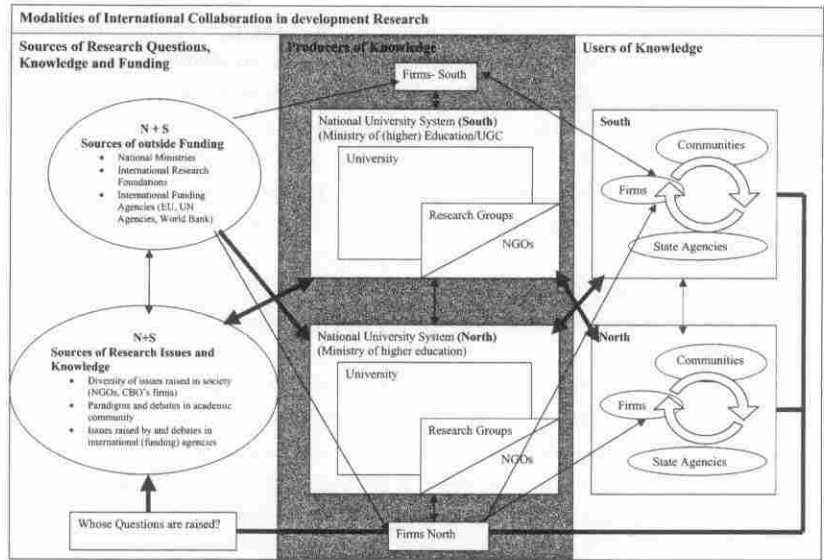 Modalities of International Collaboration in development Research
Sources of Research Questions,
Knowledge and Funding
N + S
Sources of outside Funding
• National Ministries
• International Research
Foundations
• International Funding
Agencies (EU, UN
Agencies, World Bank)
N+S
Sources of Research Issues and
Knowledge
• Diversity of issues raised in society
(NGOs, CBO's firms)
• Paradigms and debates in academic
community
• Issues raised by and debates in
international (funding) agencies
Whose Questions are raised?
Producers of Knowledge
Firms- South
National University System (South)
(Ministry of (higher) Education/UGC
University
Research Groups
NGOs
National University System (North)
(Ministry of higher education)
University
Research Groups
NGOs
Firms North
Users of Knowledge
South
Communities
Firms
State Agencies
North
Communities
Firms
State Agencies